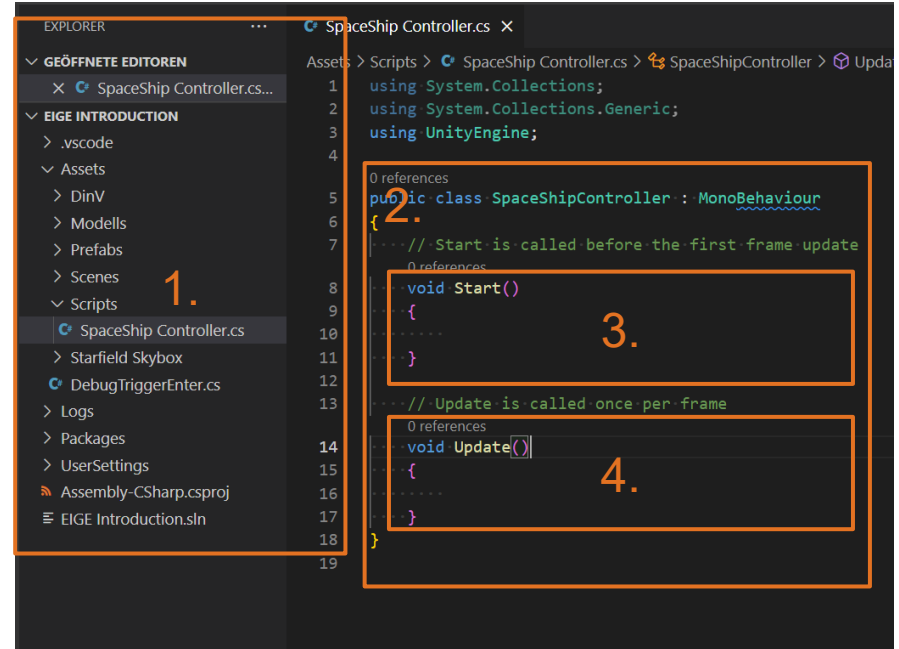 EXPLORER ...
GEÖFFNETE EDITOREN
SpaceShip Controller.cs...
EIGE INTRODUCTION
.vscode
Assets
DinV
Modells
Prefabs
Scenes
1.
Scripts
SpaceShip Controller.cs
Starfield Skybox
DebugTriggerEnter.cs
Logs
Packages
UserSettings
Assembly-CSharp.csproj
EIGE Introduction.sln
SpaceShip Controller.cs
Assets > Scripts > SpaceShip Controller.cs > SpaceShipController > Upda
1 using System.Collections;
2 using System.Collections.Generic;
3 using UnityEngine;
4
0 references
5 public class SpaceShipController : MonoBehaviour
2.
6 {
7 // Start is called before the first frame update
0 references
8 void Start()
9 {
3.
10
11 }
12
13 // Update is called once per frame
0 references
14 void Update()
15 {
4.
16
17 }
18 }
19